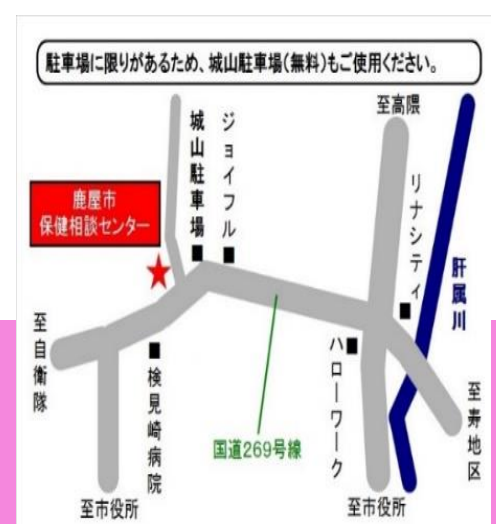 駐車場に限りがあるため、城山駐車場(無料)もご使用ください。
至高隈
城山駐車場
ジョイフル
リナシティ
鹿屋市
保健相談センター
肝属川
至自衛隊
検見崎病院
ハローワーク
至寿地区
国道269号線
至市役所
至市役所